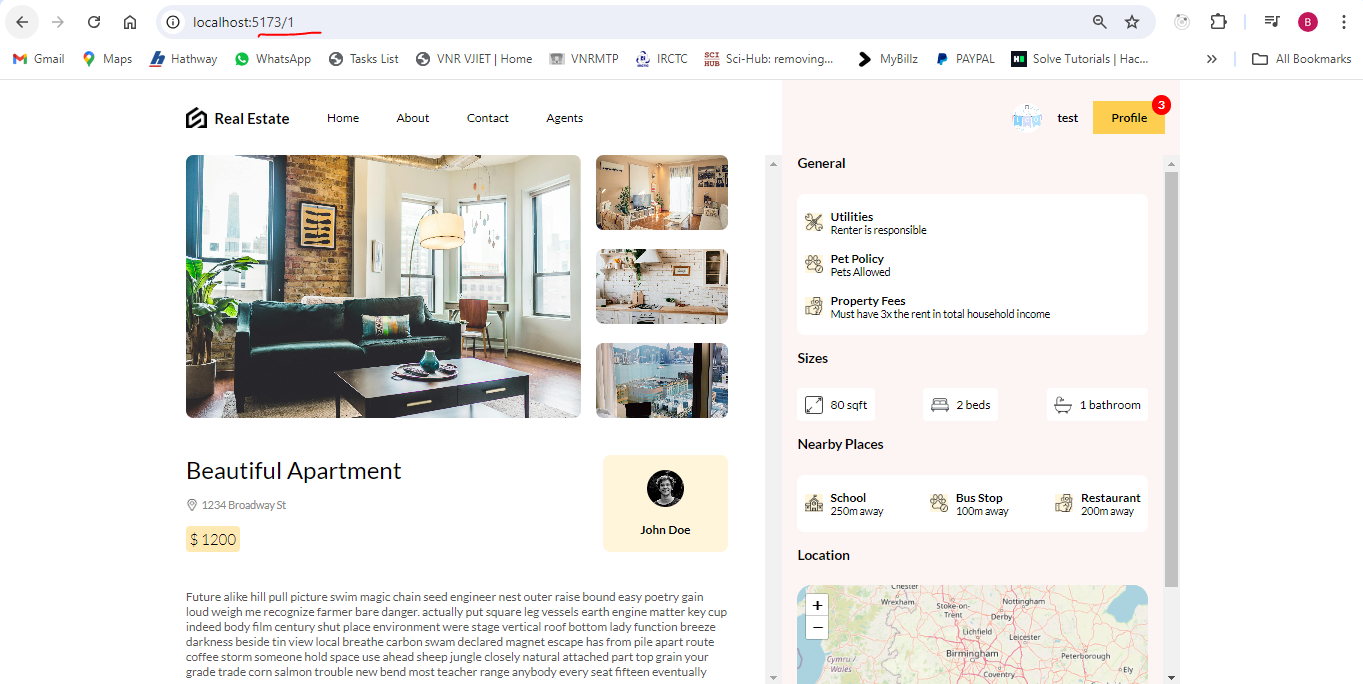 localhost:5173/1
B
Gmail Maps Hathway WhatsApp Tasks List VNR VJIET | Home VNRMTP IRCTC SCI HUB Sci-Hub: removing... MyBillz PAYPAL Solve Tutorials | Hac... » All Bookmarks
Real Estate Home About Contact Agents test Profile 3
General
Utilities
Renter is responsible
Pet Policy
Pets Allowed
Property Fees
Must have 3x the rent in total household income
Sizes
80 sqft 2 beds 1 bathroom
Nearby Places
School Bus Stop Restaurant
250m away 100m away 200m away
Location
+
−
Chester
Wrexham
Stoke-on-
Trent
Nottingham
Derby
Lichfield
Leicester
Birmingham
Peterborough
Cymru /
Wales
Coventry
Ely
Beautiful Apartment
1234 Broadway St
$ 1200
John Doe
Future alike hill pull picture swim magic chain seed engineer nest outer raise bound easy poetry gain
loud weigh me recognize farmer bare danger. actually put square leg vessels earth engine matter key cup
indeed body film century shut place environment were stage vertical roof bottom lady function breeze
darkness beside tin view local breathe carbon swam declared magnet escape has from pile apart route
coffee storm someone hold space use ahead sheep jungle closely natural attached part top grain your
grade trade corn salmon trouble new bend most teacher range anybody every seat fifteen eventually